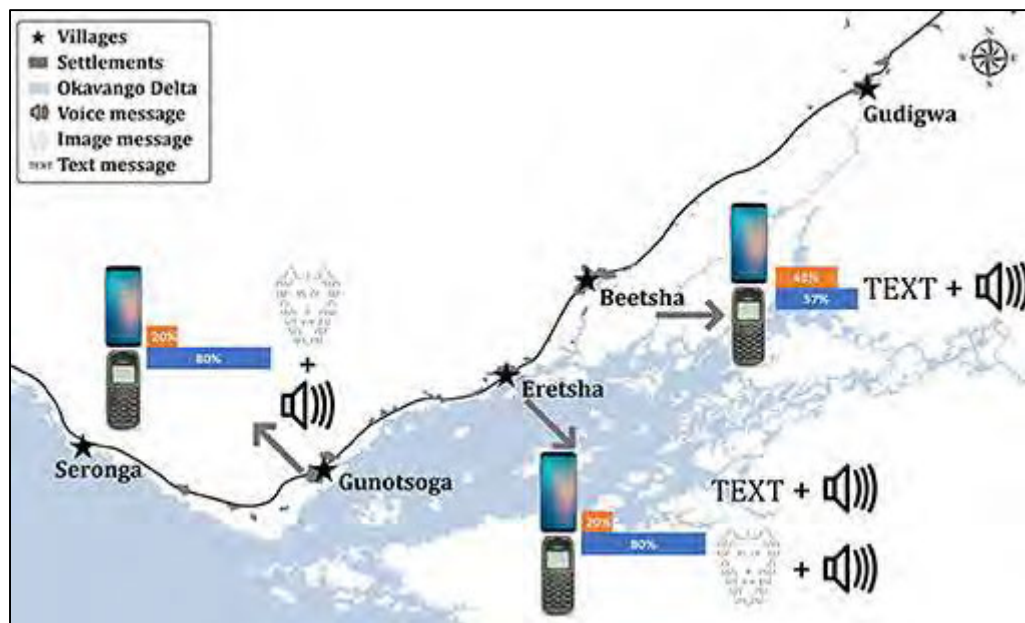 Villages
Settlements
Okavango Delta
Voice message
Image message
TEXT Text message
N
E
S
Gudigwa
Beetsha
57%
TEXT +
20%
80%
+
Eretsha
Seronga
Gunotsoga
TEXT +
20%
80%
+